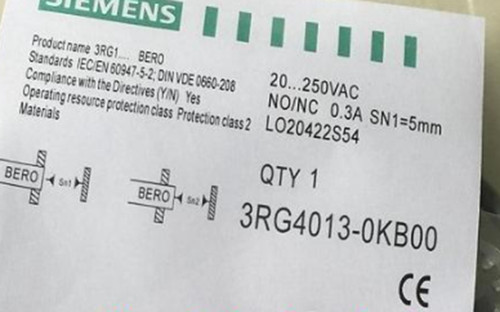 SIEMENS
Product name 3RG1.... BERO
Standards IEC/EN 60947-5-2; DIN VDE 0660-208
Compliance with the Directives (Y/N) Yes
Operating resource protection class Protection class 2
Materials
20...250VAC
NO/NC 0.3A SN1=5mm
LO20422S54
BERO Sn1
BERO Sn2
QTY 1
3RG4013-0KB00
CE